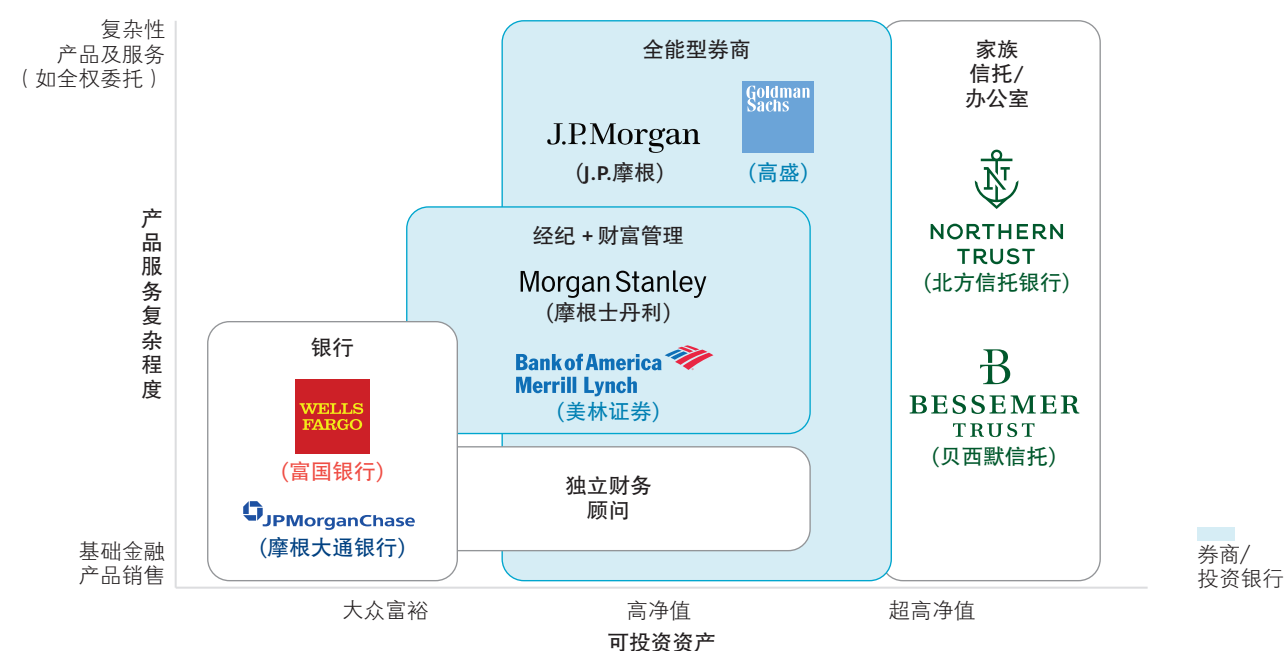 复杂性
产品及服务
（如全权委托）
产品服务复杂程度
基础金融
产品销售
全能型券商
J.P.Morgan
(J.P.摩根)
Goldman
Sachs
(高盛)
家族
信托/
办公室
NORTHERN
TRUST
(北方信托银行)
BESSEMER
TRUST
(贝西默信托)
经纪 + 财富管理
Morgan Stanley
(摩根士丹利)
Bank of America
Merrill Lynch
(美林证券)
银行
WELLS
FARGO
(富国银行)
JPMorganChase
(摩根大通银行)
独立财务
顾问
大众富裕
高净值
超高净值
可投资资产
券商/
投资银行